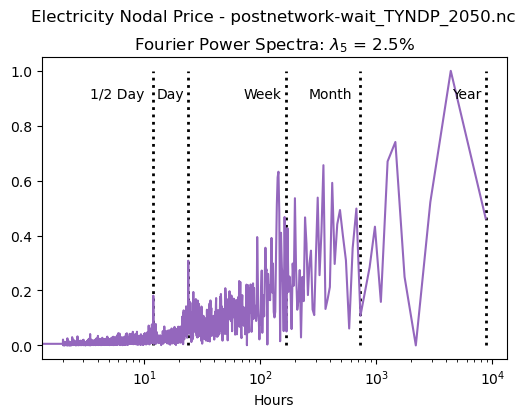 Electricity Nodal Price - postnetwork-wait_TYNDP_2050.nc
Fourier Power Spectra: λ₅ = 2.5%
1.0
1/2 Day Day Week Month Year
0.8
0.6
0.4
0.2
0.0
10¹ 10² 10³ 10⁴
Hours